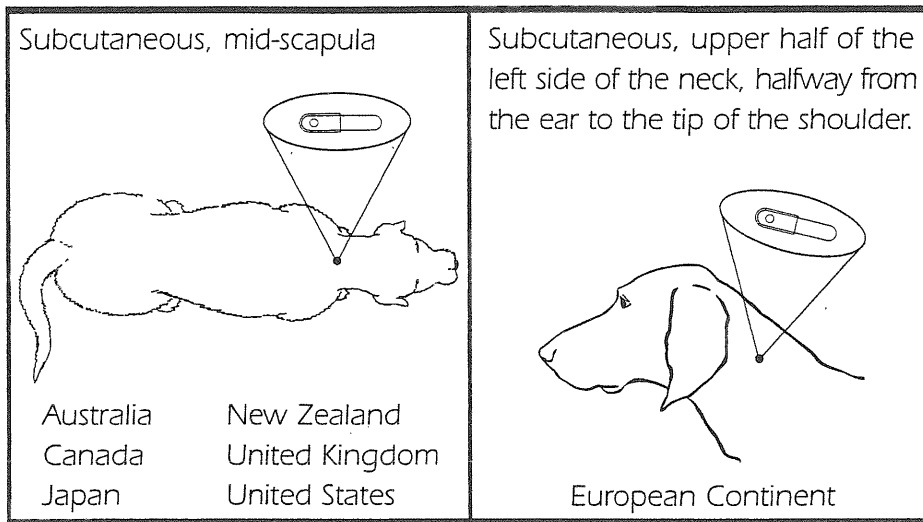 Subcutaneous, mid-scapula
Australia New Zealand
Canada United Kingdom
Japan United States
Subcutaneous, upper half of the
left side of the neck, halfway from
the ear to the tip of the shoulder.
European Continent